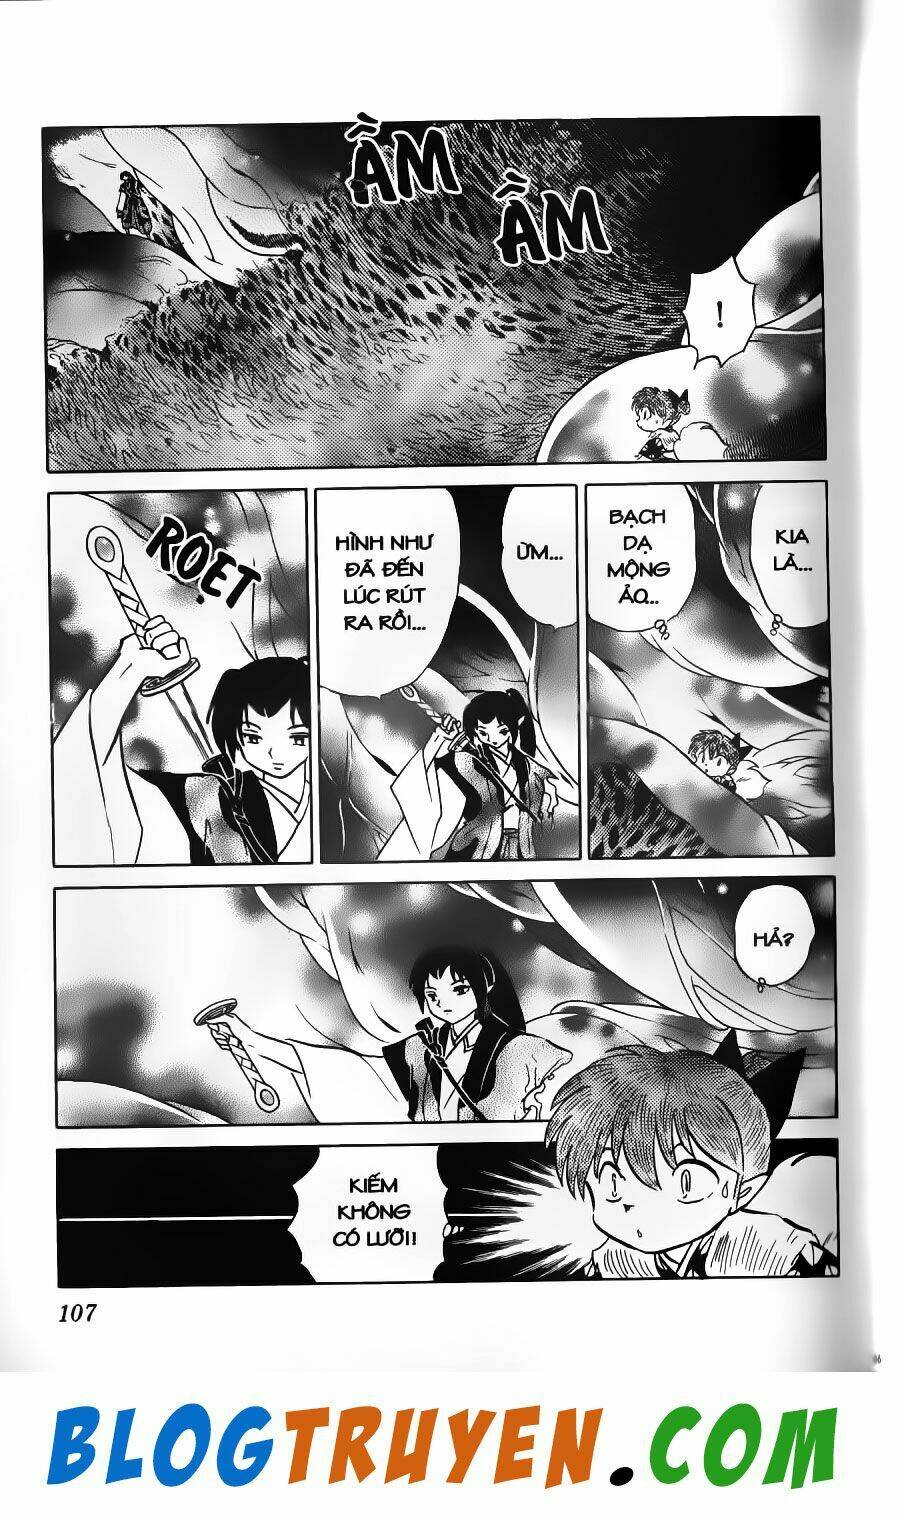 ẦM
ẦM
!
KIA
LÀ...
BẠCH
DẠ
MỘNG
ẢO...
ỪM...
HÌNH NHƯ
ĐÃ ĐẾN
LÚC RÚT
RA RỒI...
RỌET
HẢ?
KIẾM
KHÔNG
CÓ LƯỠI!
107
BLOGTRUYEN.COM